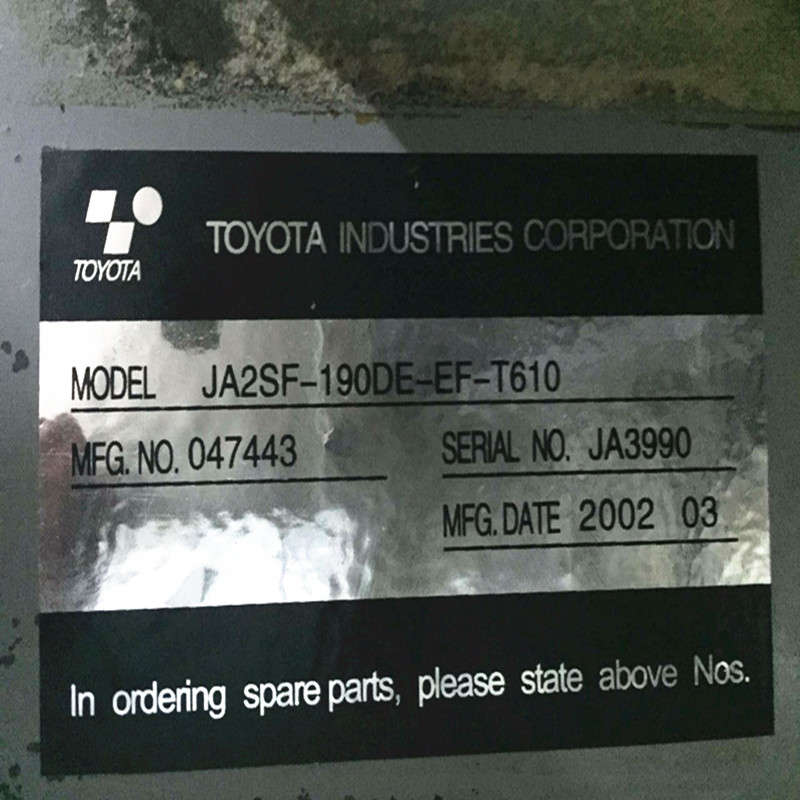 TOYOTA
TOYOTA INDUSTRIES CORPORATION
MODEL JA2SF-190DE-EF-T610
MFG. NO. 047443 SERIAL NO. JA3990
MFG. DATE 2002 03
In ordering spare parts, please state above Nos.